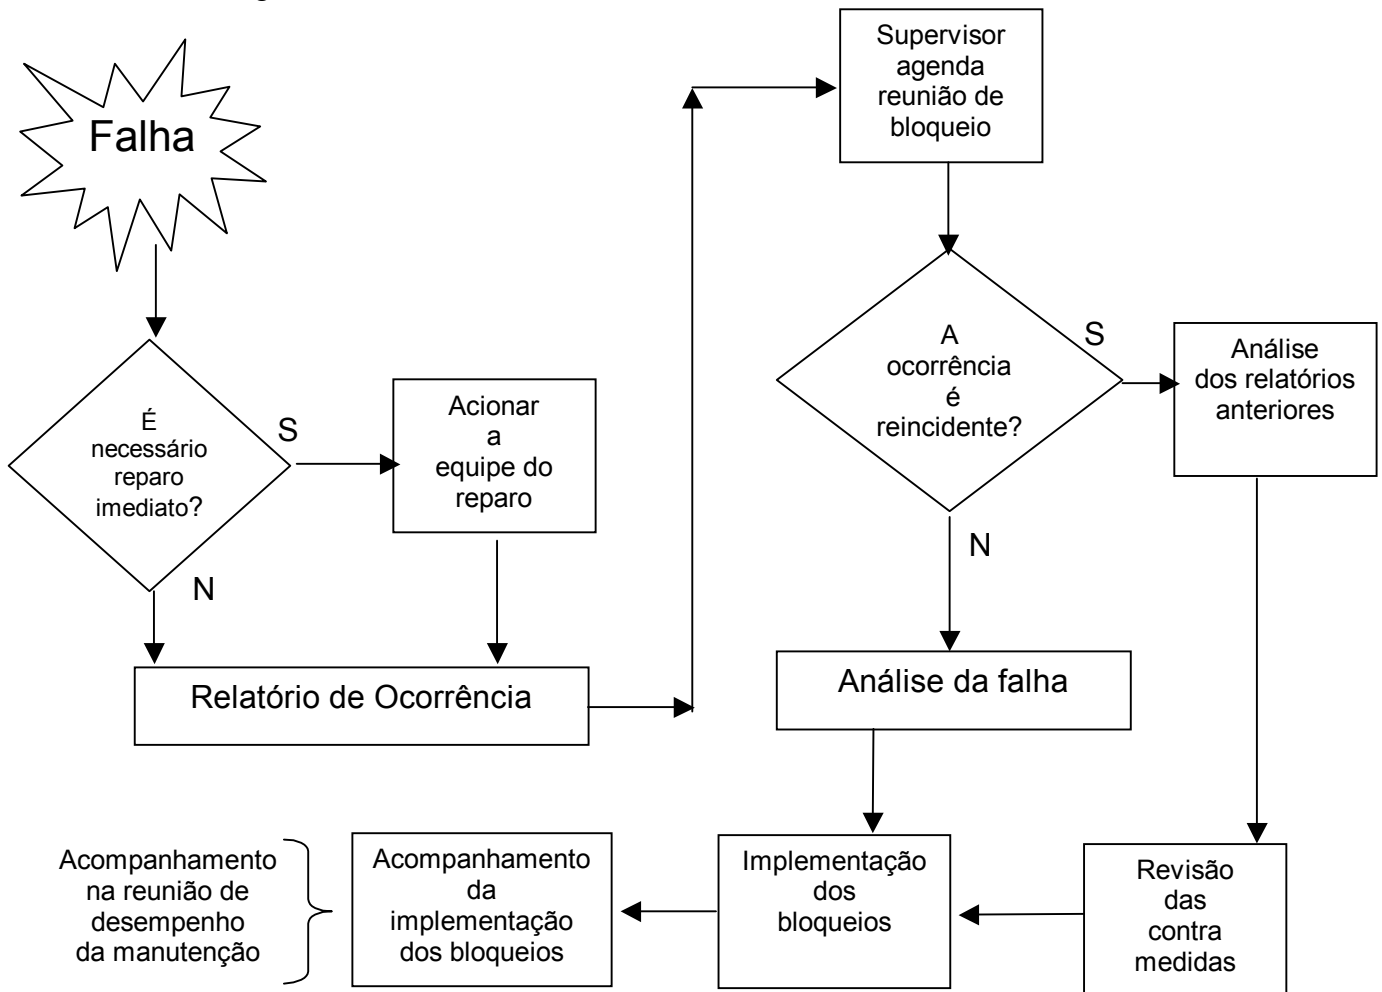 Falha
É
necessário
reparo
imediato?
S
N
Acionar
a
equipe do
reparo
Relatório de Ocorrência
Supervisor
agenda
reunião de
bloqueio
A
ocorrência
é
reincidente?
S
N
Análise
dos relatórios
anteriores
Análise da falha
Revisão
das
contra
medidas
Implementação
dos
bloqueios
Acompanhamento
da
implementação
dos bloqueios
Acompanhamento
na reunião de
desempenho
da manutenção